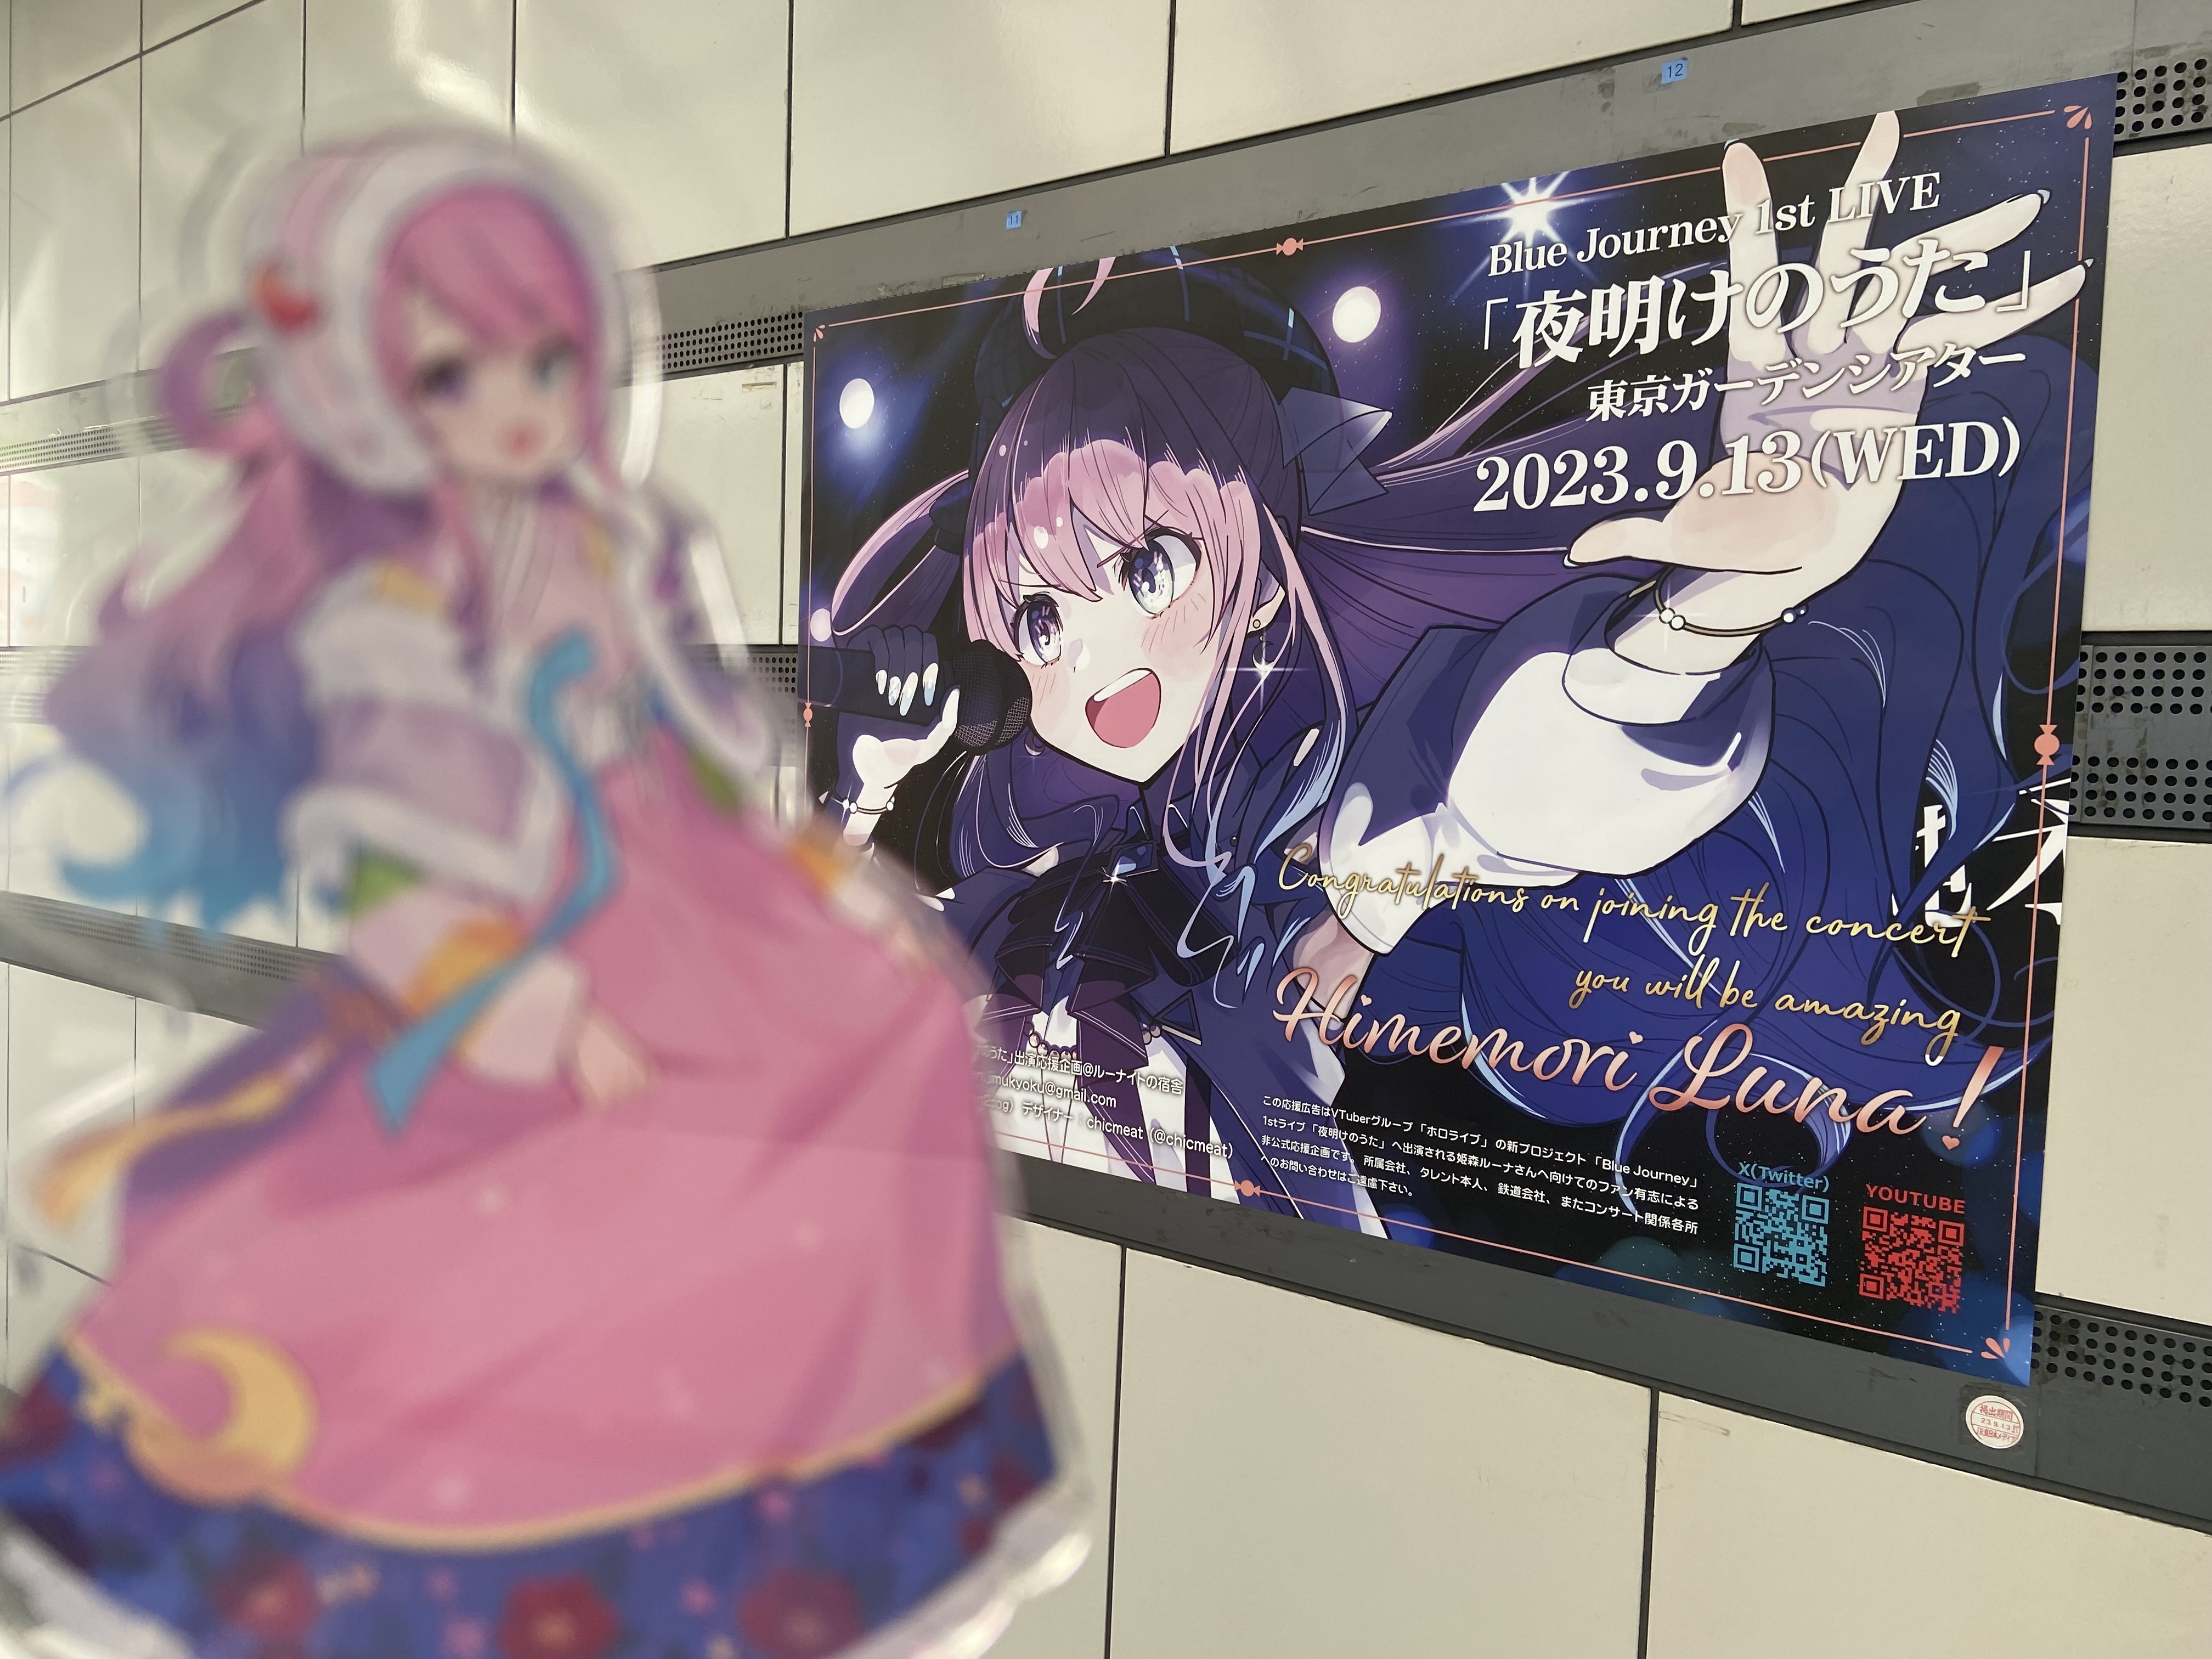 12
11
Blue Journey 1st LIVE
「夜明けのうた」
東京ガーデンシアター
2023.9.13(WED)
Congratulations on joining the concert
you will be amazing
Himemori Luna!
うた」出演応援企画@ルーナイトの宿舎
mukyoku@gmail.com
デザイナー chicmeat (@chicmeat)
この応援広告はVTuberグループ「ホロライブ」の新プロジェクト「Blue Journey」
1stライブ「夜明けのうた」へ出演される姫森ルーナさんへ向けてのファン有志による
非公式応援企画です。所属会社、タレント本人、鉄道会社、またコンサート関係各所
へのお問い合わせはご遠慮下さい。
X(Twitter)
YOUTUBE
掲出期間